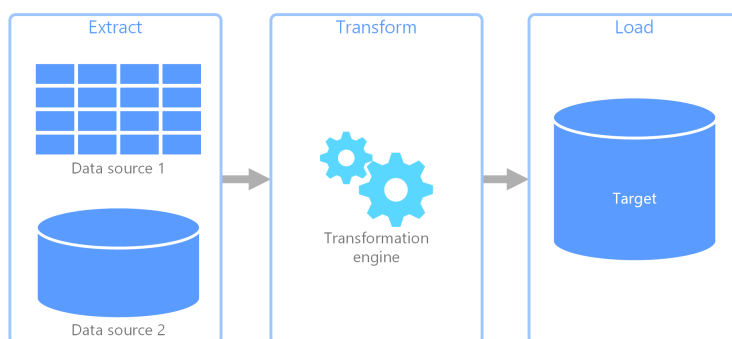 Extract
Data source 1
Data source 2
Transform
Transformation
engine
Load
Target